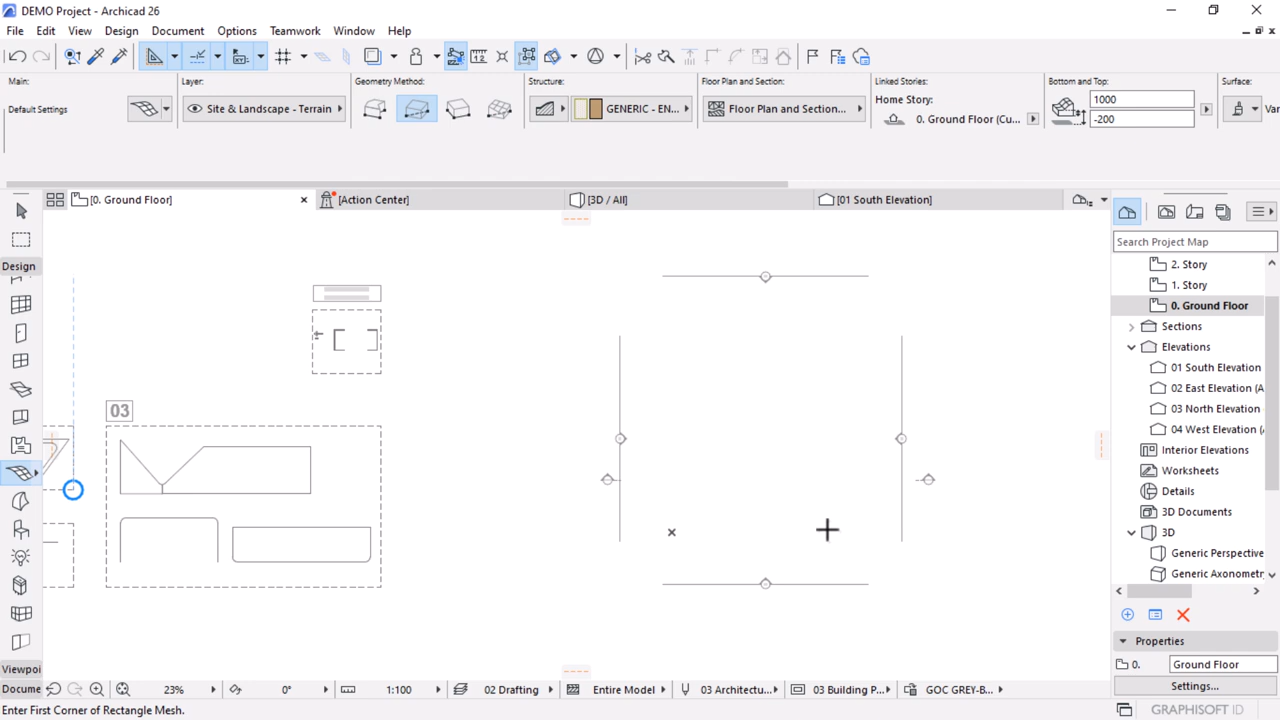 DEMO Project - Archicad 26
File Edit View Design Document Options Teamwork Window Help
Main:
Default Settings
Layer:
Site & Landscape - Terrain
Geometry Method:
Structure:
GENERIC - EN...
Floor Plan and Section:
Floor Plan and Section...
Linked Stories:
Home Story:
0. Ground Floor (Cu...
Bottom and Top:
1000
-200
Surface:
Var
[0. Ground Floor]
[Action Center]
[3D / All]
[01 South Elevation]
Design
Viewpoi
Docume
03
Search Project Map
2. Story
1. Story
0. Ground Floor
Sections
Elevations
01 South Elevation
02 East Elevation (A
03 North Elevation
04 West Elevation (
Interior Elevations
Worksheets
Details
3D Documents
3D
Generic Perspective
Generic Axonometr
Properties
0.
Ground Floor
Settings...
23%
0°
1:100
02 Drafting
Entire Model
03 Architectu...
03 Building P...
GOC GREY-B...
Enter First Corner of Rectangle Mesh.
GRAPHISOFT ID